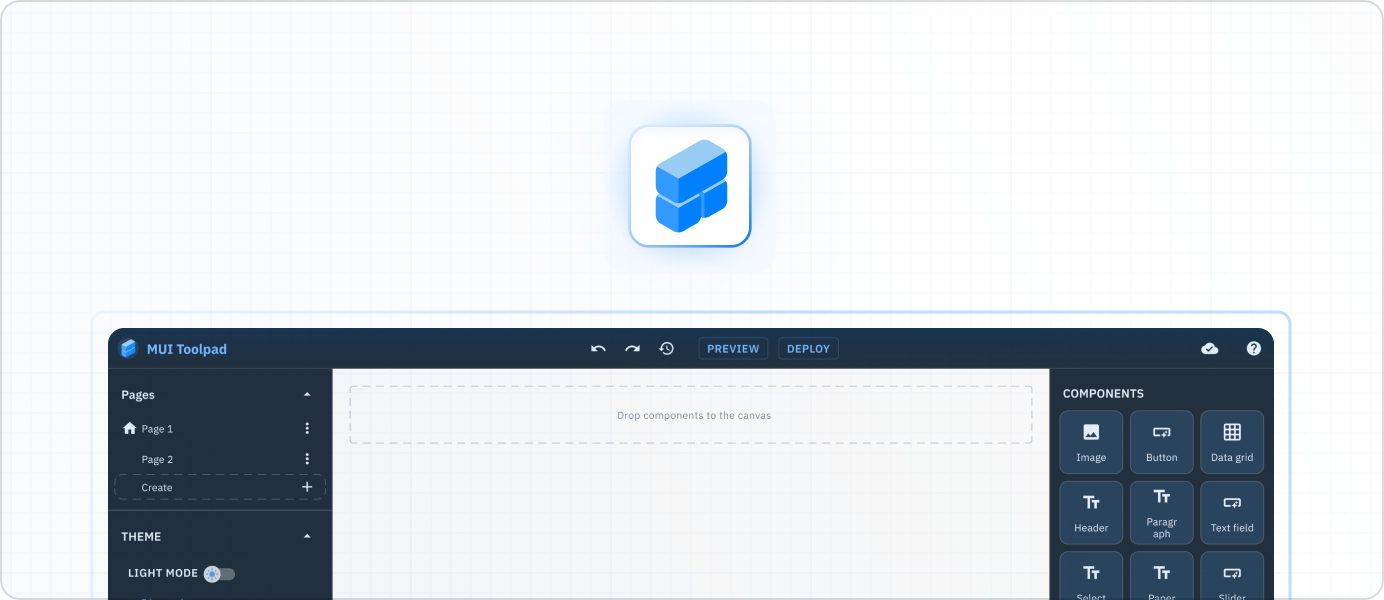 MUI Toolpad
PREVIEW
DEPLOY
Pages
Page 1
Page 2
Create
THEME
LIGHT MODE
Drop components to the canvas
COMPONENTS
Image
Button
Data grid
Header
Paragr
aph
Text field
Select
Paper
Slider